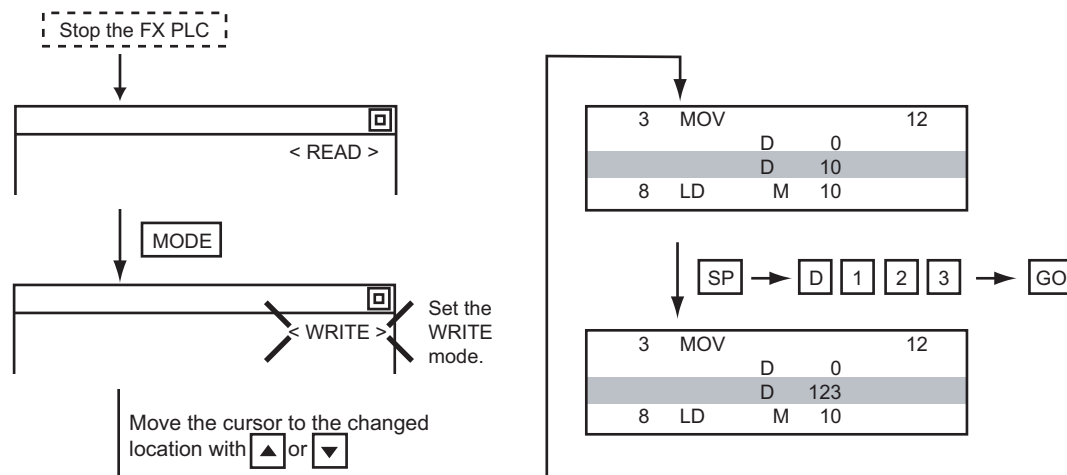 Stop the FX PLC
< READ >
MODE
< WRITE >
Set the
WRITE
mode.
Move the cursor to the changed
location with ▲ or ▼
3 MOV 12
D 0
D 10
8 LD M 10
SP D 1 2 3 GO
3 MOV 12
D 0
D 123
8 LD M 10